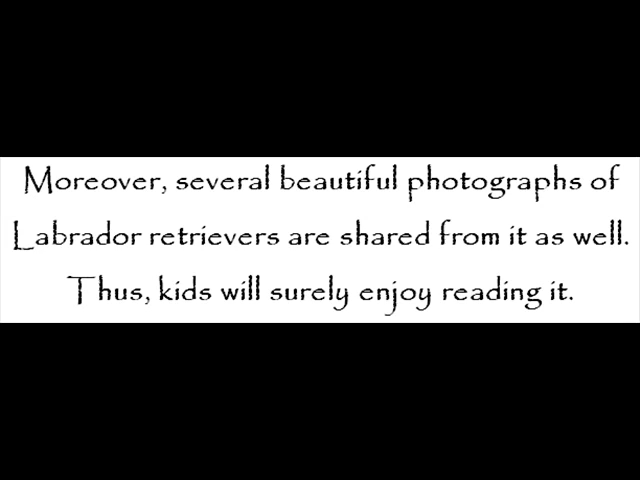 Moreover, several beautiful photographs of
Labrador retrievers are shared from it as well.
Thus, kids will surely enjoy reading it.